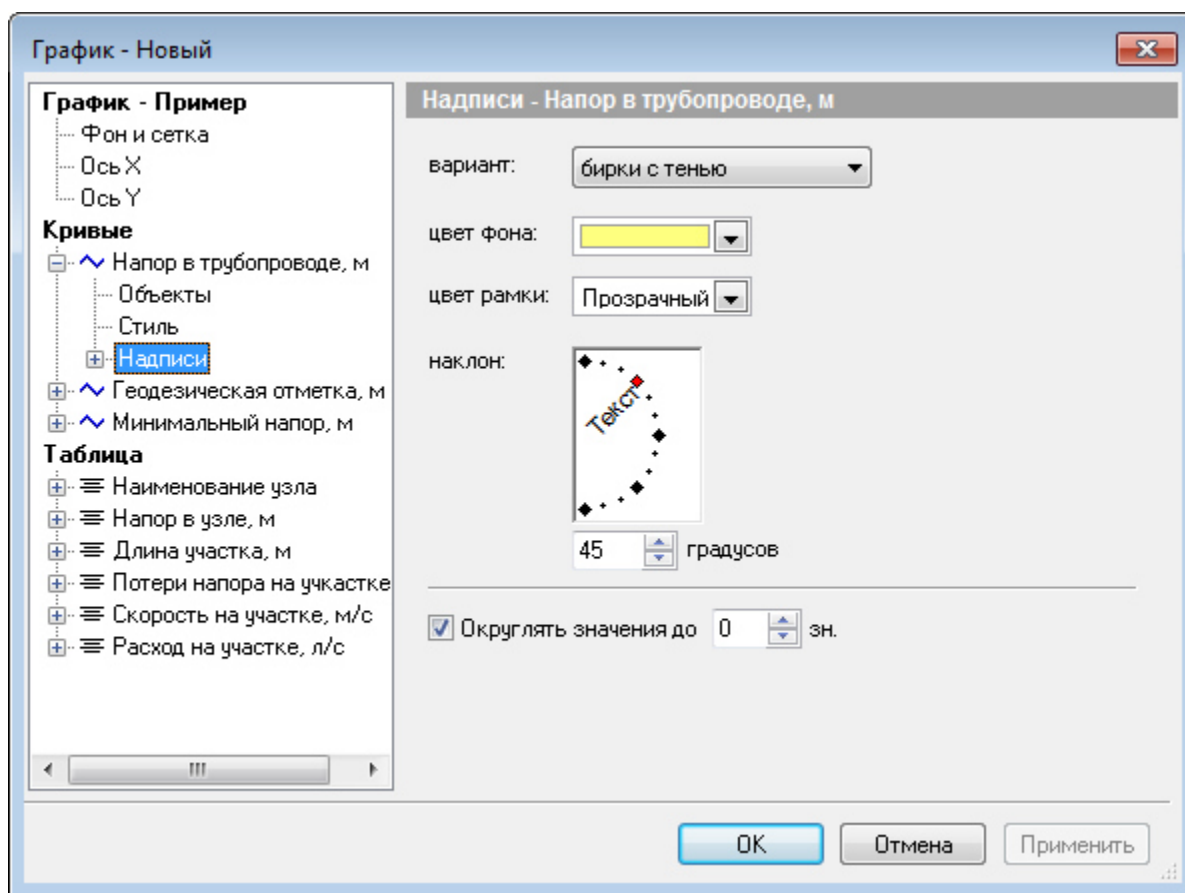 График - Новый
График - Пример
Фон и сетка
Ось X
Ось Y
Кривые
Напор в трубопроводе, м
Объекты
Стиль
Надписи
Геодезическая отметка, м
Минимальный напор, м
Таблица
Наименование узла
Напор в узле, м
Длина участка, м
Потери напора на учкастке
Скорость на участке, м/с
Расход на участке, л/с
Надписи - Напор в трубопроводе, м
вариант: бирки с тенью
цвет фона:
цвет рамки: Прозрачный
наклон:
Текст
45 градусов
Округлять значения до 0 зн.
OK Отмена Применить